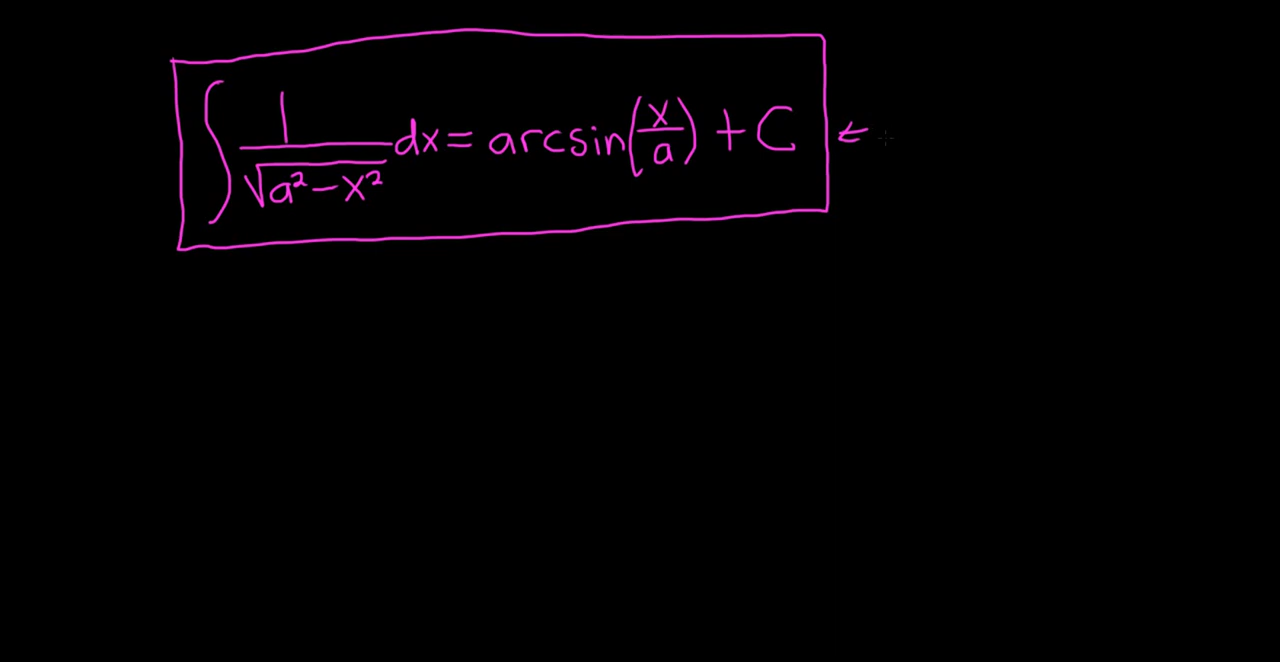 ∫ 1/√(a² − x²) dx = arcsin(x/a) + C ←